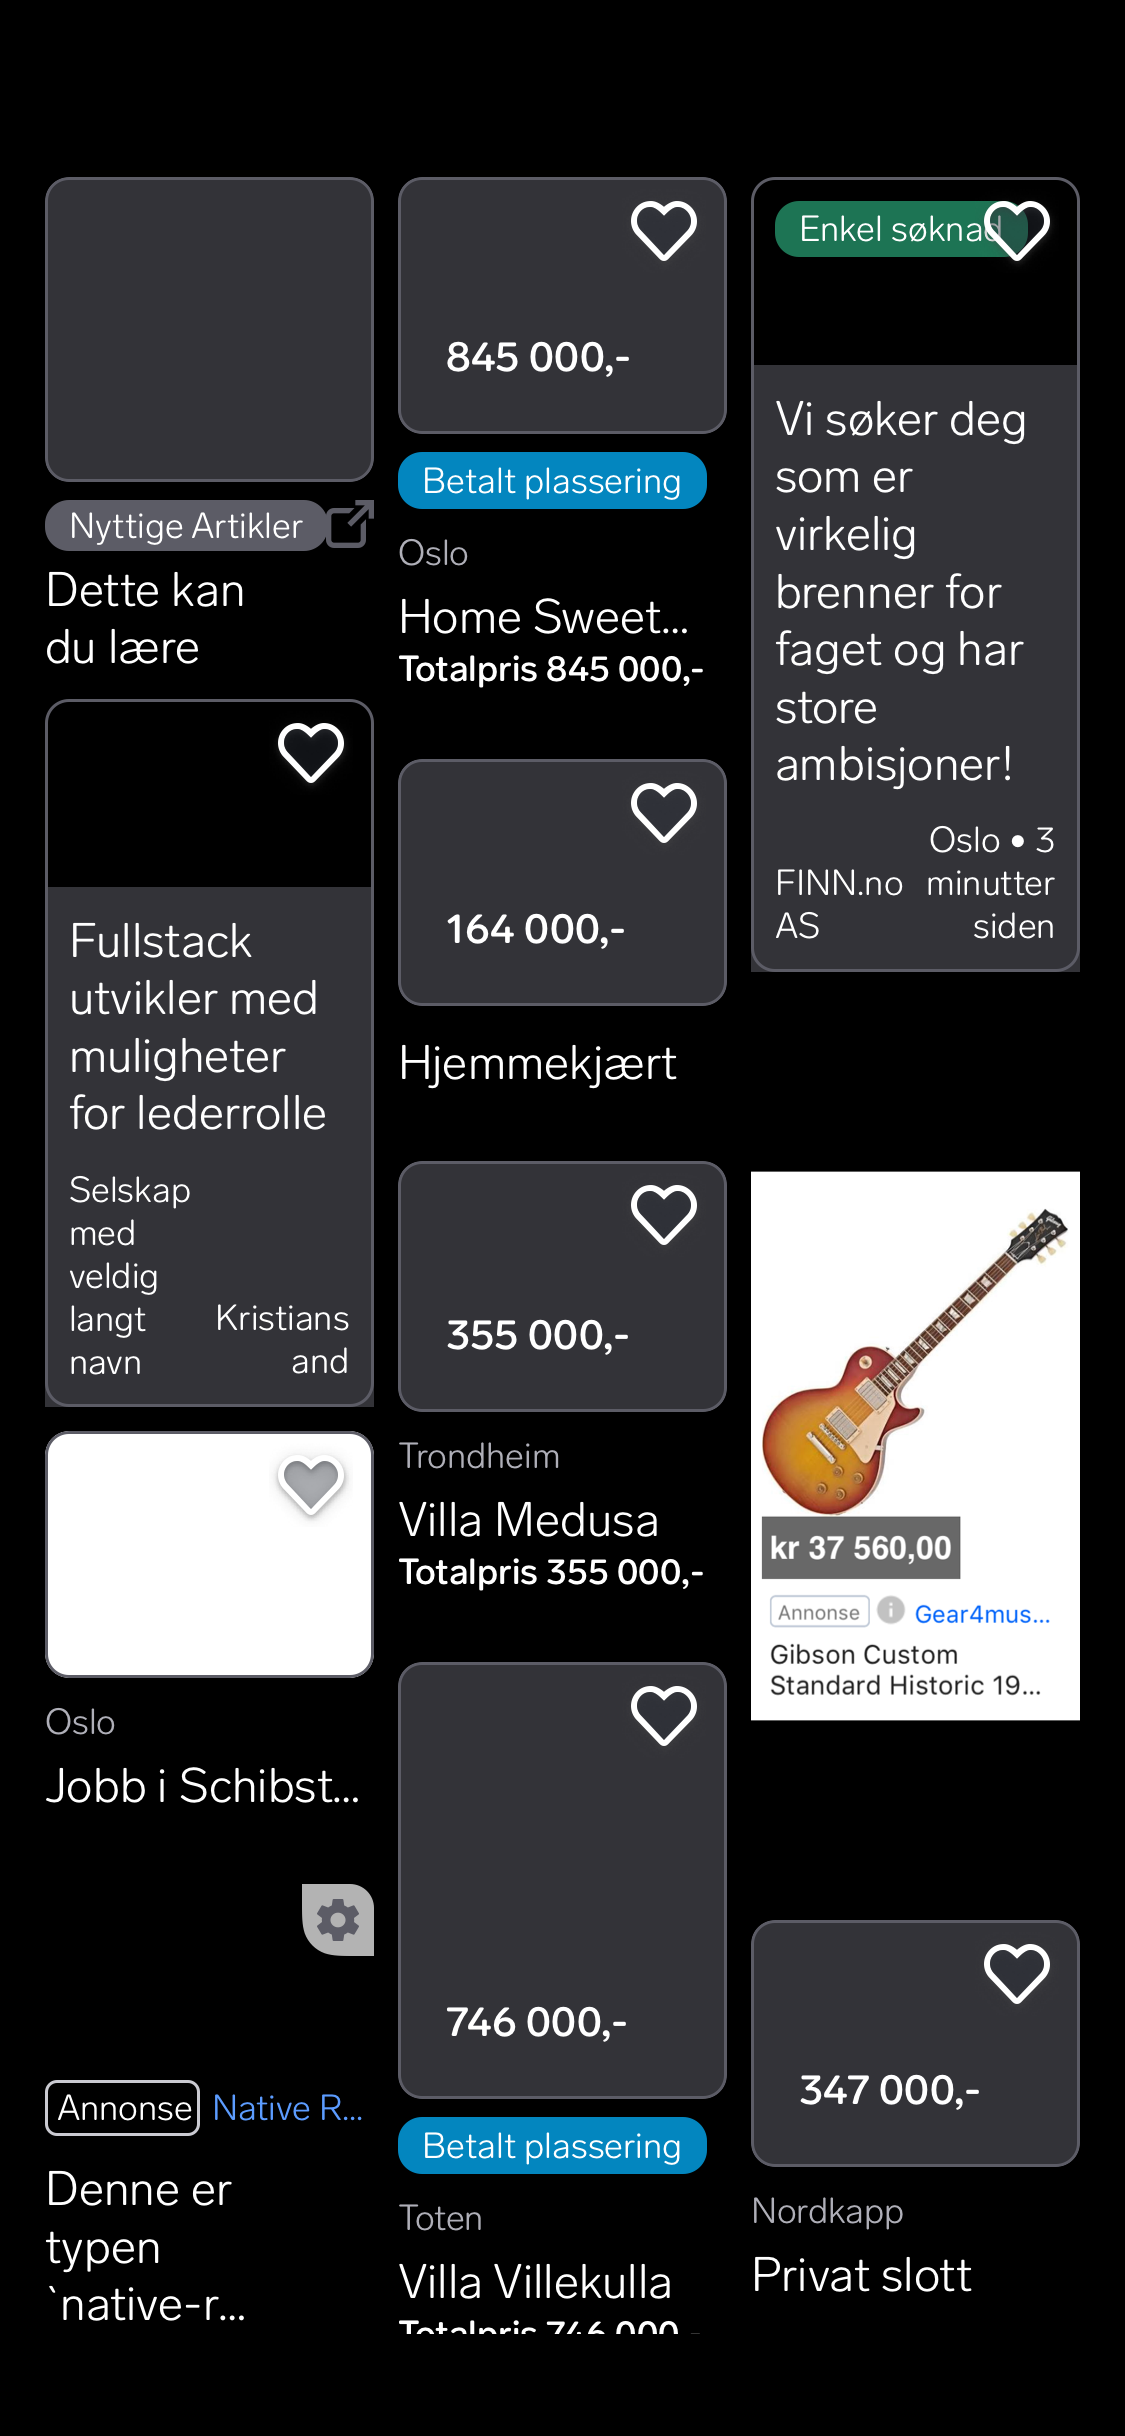 Nyttige Artikler
Dette kan
du lære
Fullstack
utvikler med
muligheter
for lederrolle
Selskap
med
veldig
langt
navn
Kristians
and
Oslo
Jobb i Schibst...
Annonse
Native R...
Denne er
typen
`native-r...
845 000,-
Betalt plassering
Oslo
Home Sweet...
Totalpris 845 000,-
164 000,-
Hjemmekjært
355 000,-
Trondheim
Villa Medusa
Totalpris 355 000,-
746 000,-
Betalt plassering
Toten
Villa Villekulla
Totalpris 746 000,-
Enkel søknad
Vi søker deg
som er
virkelig
brenner for
faget og har
store
ambisjoner!
FINN.no
AS
Oslo • 3
minutter
siden
kr 37 560,00
Annonse
Gear4mus...
Gibson Custom
Standard Historic 19...
347 000,-
Nordkapp
Privat slott